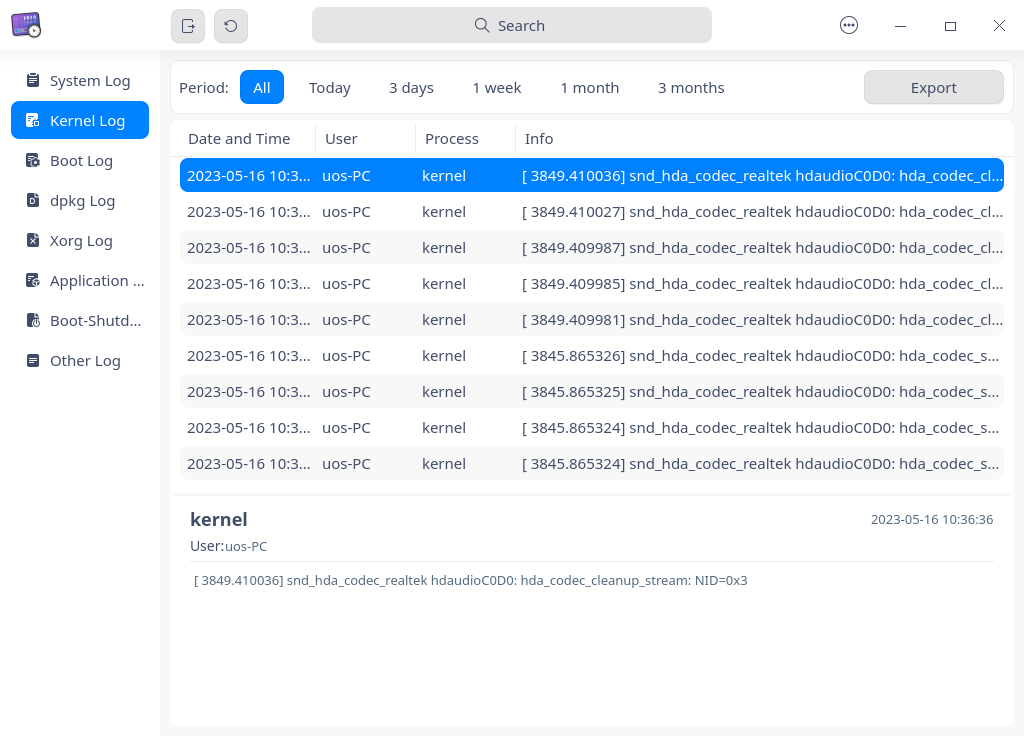 Search
System Log
Kernel Log
Boot Log
dpkg Log
Xorg Log
Application ...
Boot-Shutd...
Other Log
Period: All Today 3 days 1 week 1 month 3 months Export
Date and Time User Process Info
2023-05-16 10:3... uos-PC kernel [ 3849.410036] snd_hda_codec_realtek hdaudioC0D0: hda_codec_cl...
2023-05-16 10:3... uos-PC kernel [ 3849.410027] snd_hda_codec_realtek hdaudioC0D0: hda_codec_cl...
2023-05-16 10:3... uos-PC kernel [ 3849.409987] snd_hda_codec_realtek hdaudioC0D0: hda_codec_cl...
2023-05-16 10:3... uos-PC kernel [ 3849.409985] snd_hda_codec_realtek hdaudioC0D0: hda_codec_cl...
2023-05-16 10:3... uos-PC kernel [ 3849.409981] snd_hda_codec_realtek hdaudioC0D0: hda_codec_cl...
2023-05-16 10:3... uos-PC kernel [ 3845.865326] snd_hda_codec_realtek hdaudioC0D0: hda_codec_s...
2023-05-16 10:3... uos-PC kernel [ 3845.865325] snd_hda_codec_realtek hdaudioC0D0: hda_codec_s...
2023-05-16 10:3... uos-PC kernel [ 3845.865324] snd_hda_codec_realtek hdaudioC0D0: hda_codec_s...
2023-05-16 10:3... uos-PC kernel [ 3845.865324] snd_hda_codec_realtek hdaudioC0D0: hda_codec_s...
kernel 2023-05-16 10:36:36
User:uos-PC
[ 3849.410036] snd_hda_codec_realtek hdaudioC0D0: hda_codec_cleanup_stream: NID=0x3